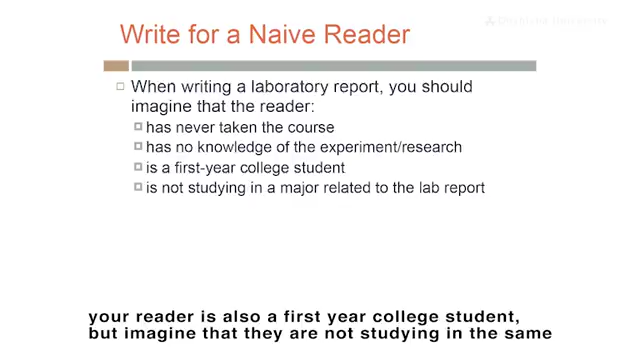 Write for a Naive Reader
When writing a laboratory report, you should
imagine that the reader:
has never taken the course
has no knowledge of the experiment/research
is a first-year college student
is not studying in a major related to the lab report
your reader is also a first year college student,
but imagine that they are not studying in the same